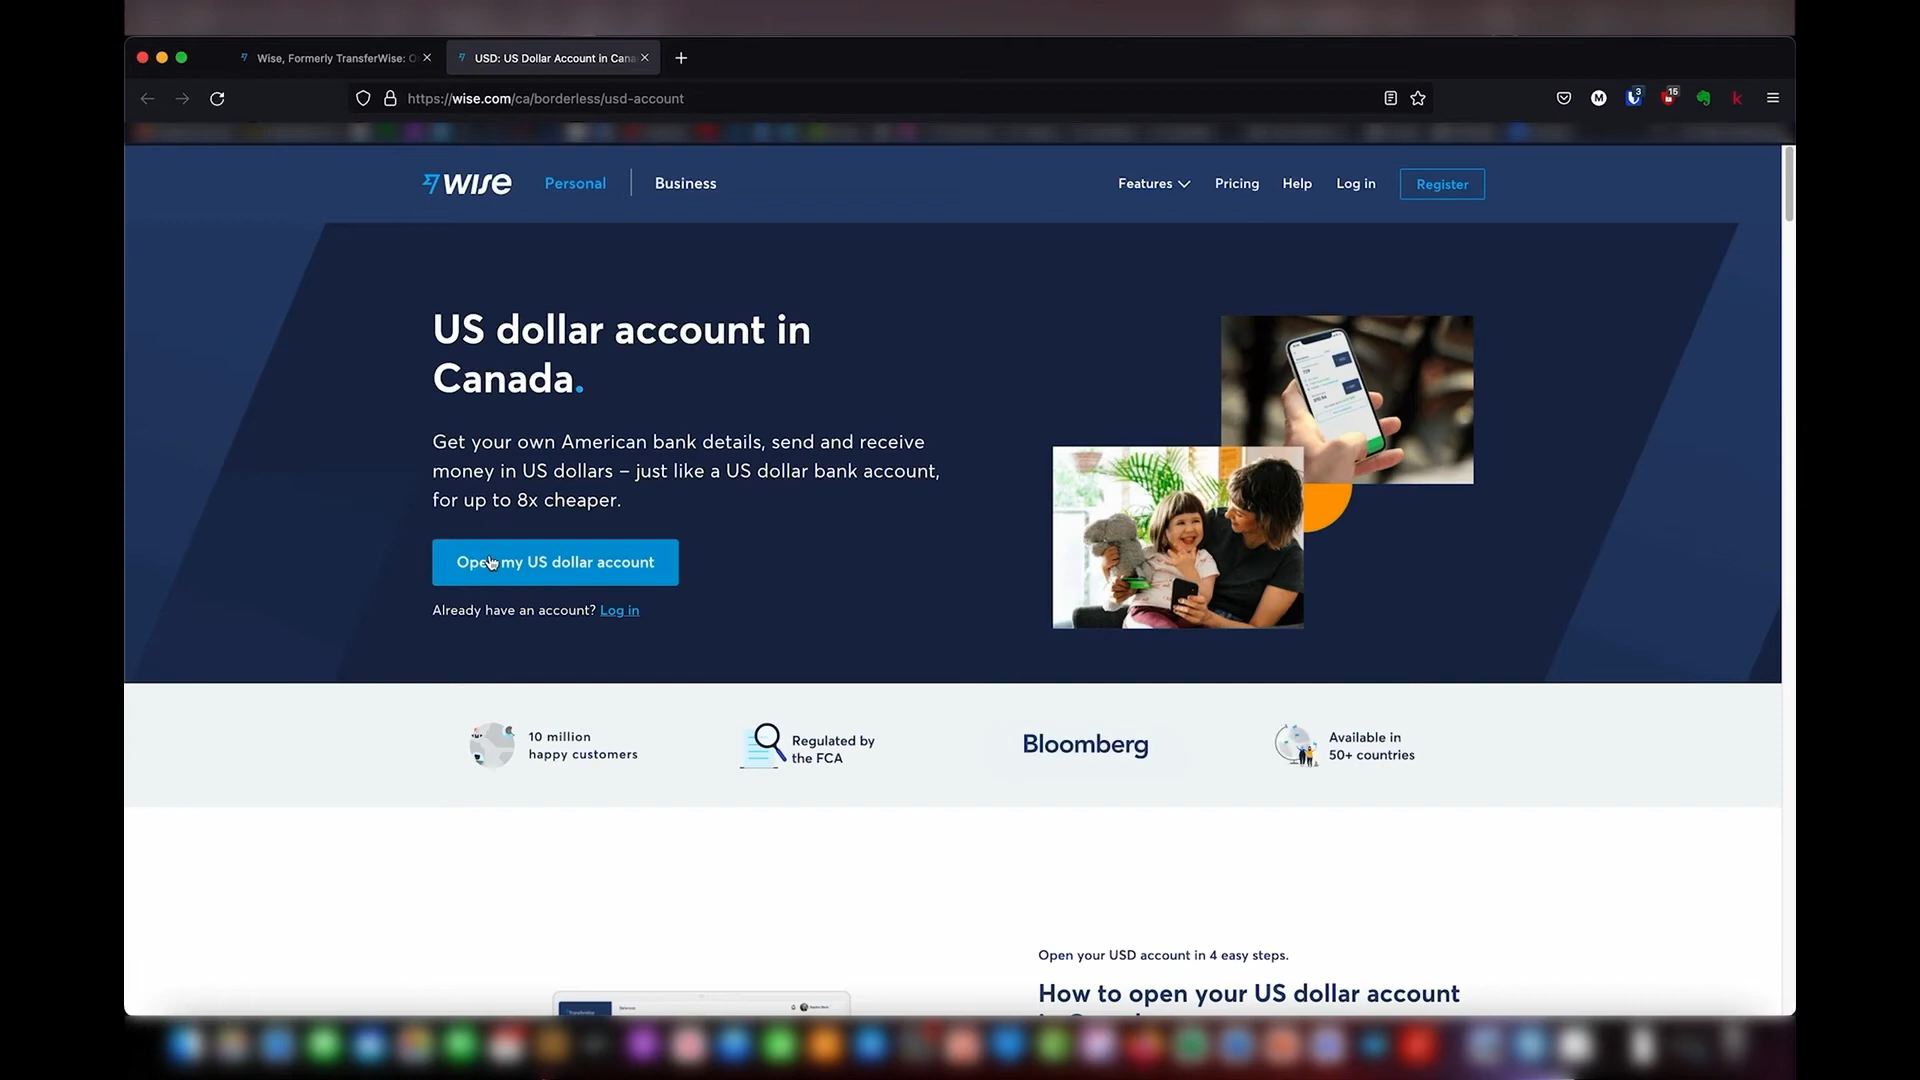 Wise, Formerly TransferWise: O
USD: US Dollar Account in Cana
https://wise.com/ca/borderless/usd-account
M
3
15
k
wise
Personal
Business
Features
Pricing
Help
Log in
Register
US dollar account in
Canada.
Get your own American bank details, send and receive
money in US dollars – just like a US dollar bank account,
for up to 8x cheaper.
Open my US dollar account
Already have an account? Log in
10 million
happy customers
Regulated by
the FCA
Bloomberg
Available in
50+ countries
Open your USD account in 4 easy steps.
How to open your US dollar account